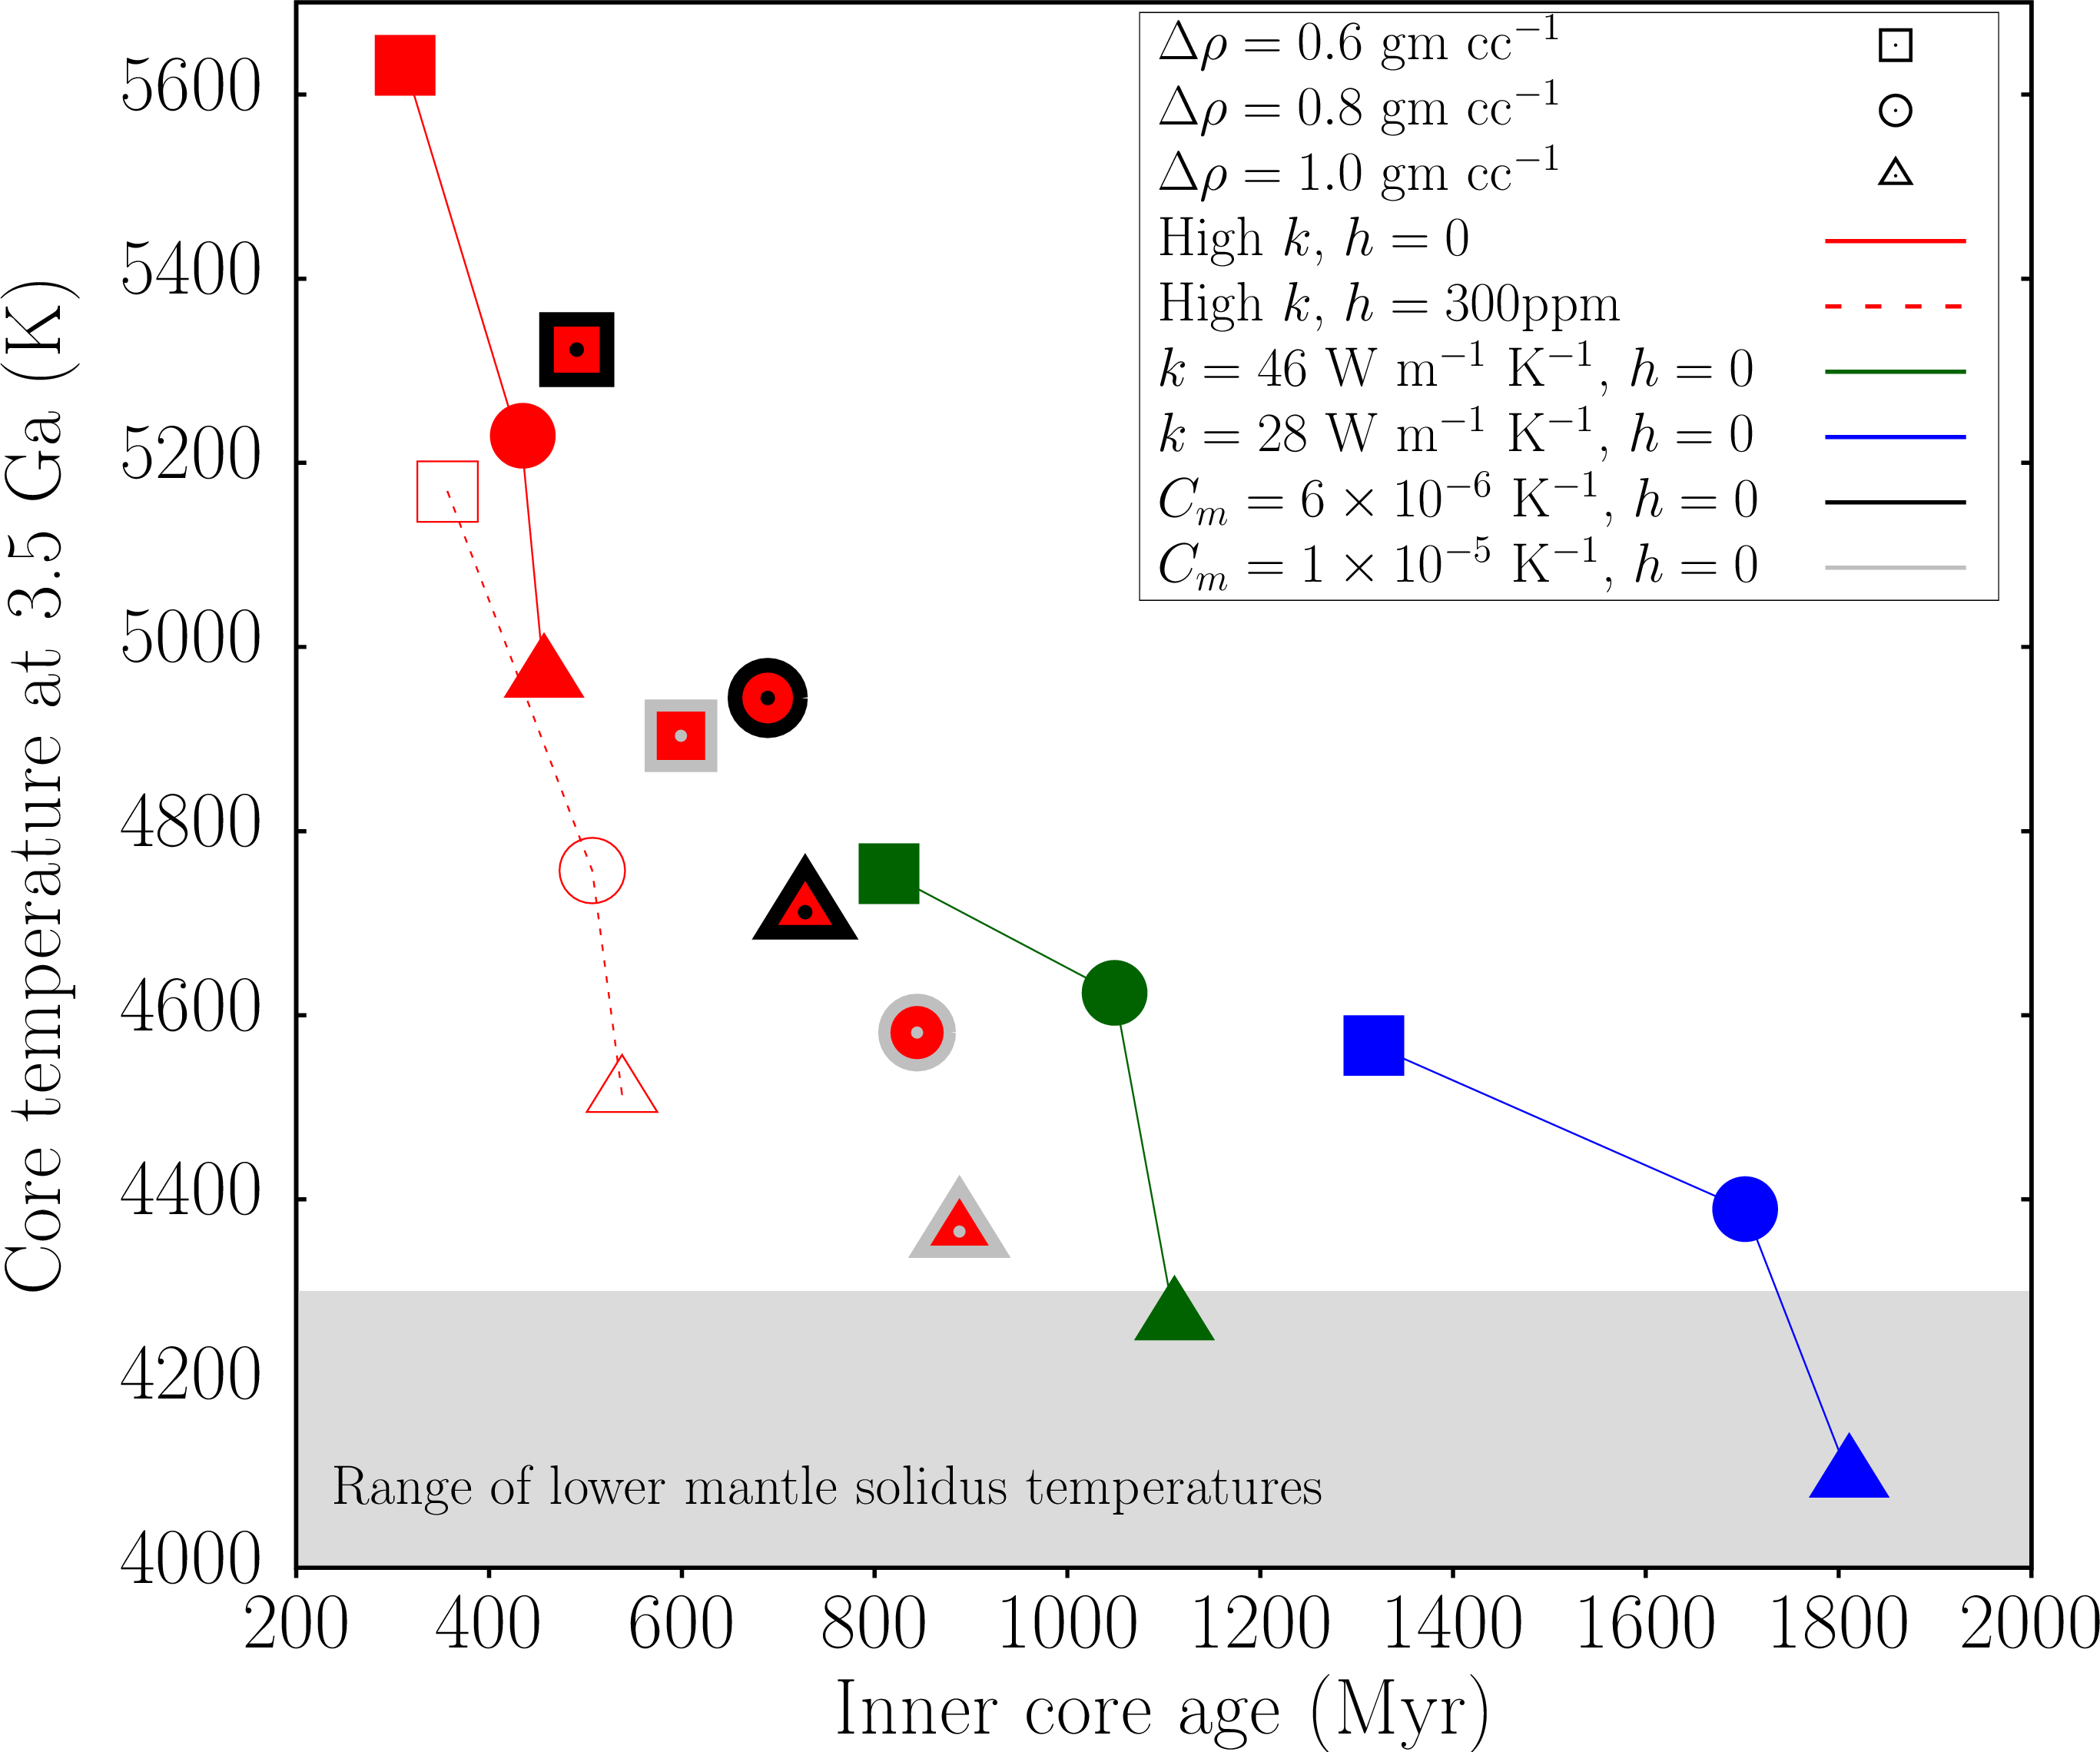 Core temperature at 3.5 Ga (K)
5600
5400
5200
5000
4800
4600
4400
4200
4000
Δρ = 0.6 gm cc⁻¹
Δρ = 0.8 gm cc⁻¹
Δρ = 1.0 gm cc⁻¹
High k, h = 0
High k, h = 300ppm
k = 46 W m⁻¹ K⁻¹, h = 0
k = 28 W m⁻¹ K⁻¹, h = 0
Cₘ = 6 × 10⁻⁶ K⁻¹, h = 0
Cₘ = 1 × 10⁻⁵ K⁻¹, h = 0
Range of lower mantle solidus temperatures
200 400 600 800 1000 1200 1400 1600 1800 2000
Inner core age (Myr)